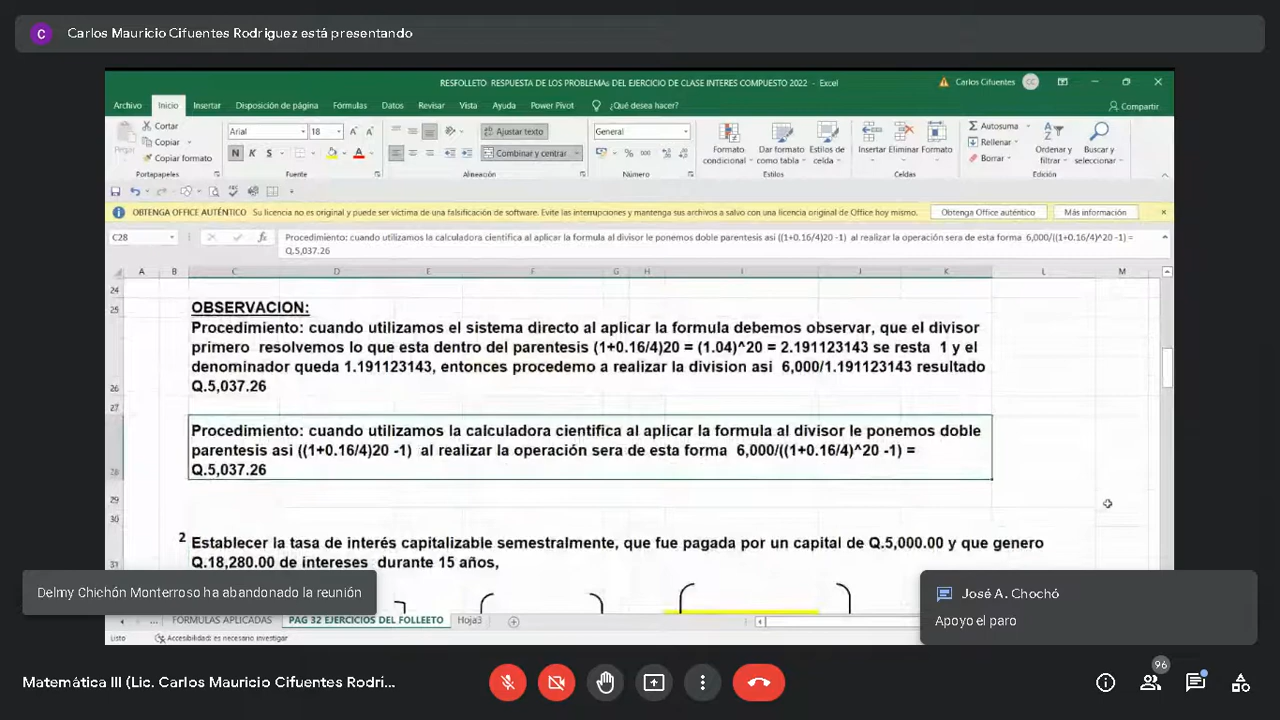 C
Carlos Mauricio Cifuentes Rodriguez está presentando
RESFOLLETO RESPUESTA DE LOS PROBLEMAs DEL EJERCICIO DE CLASE INTERES COMPUESTO 2022 - Excel
Carlos Cifuentes
CC
Archivo Inicio Insertar Disposición de página Fórmulas Datos Revisar Vista Ayuda Power Pivot ¿Qué desea hacer?
Compartir
Pegar
Cortar
Copiar
Copiar formato
Portapapeles
Arial 18
N K S
Fuente
Ajustar texto
Combinar y centrar
Alineación
General
Número
Formato condicional
Dar formato como tabla
Estilos de celda
Estilos
Insertar Eliminar Formato
Celdas
Autosuma
Rellenar
Borrar
Ordenar y filtrar
Buscar y seleccionar
Edición
OBTENGA OFFICE AUTÉNTICO Su licencia no es original y puede ser víctima de una falsificación de software. Evite las interrupciones y mantenga sus archivos a salvo con una licencia original de Office hoy mismo. Obtenga Office auténtico Más información
C28 fx Procedimiento: cuando utilizamos la calculadora cientifica al aplicar la formula al divisor le ponemos doble parentesis asi ((1+0.16/4)20 -1) al realizar la operación sera de esta forma 6,000/((1+0.16/4)^20 -1) =
Q.5,037.26
A B C D E F G H I J K L M
24
25 OBSERVACION:
Procedimiento: cuando utilizamos el sistema directo al aplicar la formula debemos observar, que el divisor
primero resolvemos lo que esta dentro del parentesis (1+0.16/4)20 = (1.04)^20 = 2.191123143 se resta 1 y el
denominador queda 1.191123143, entonces procedemo a realizar la division asi 6,000/1.191123143 resultado
26 Q.5,037.26
27
Procedimiento: cuando utilizamos la calculadora cientifica al aplicar la formula al divisor le ponemos doble
parentesis asi ((1+0.16/4)20 -1) al realizar la operación sera de esta forma 6,000/((1+0.16/4)^20 -1) =
28 Q.5,037.26
29
30
2 Establecer la tasa de interés capitalizable semestralmente, que fue pagada por un capital de Q.5,000.00 y que genero
31 Q.18,280.00 de intereses durante 15 años,
Delmy Chichón Monterroso ha abandonado la reunión
José A. Chochó
Apoyo el paro
FORMULAS APLICADAS PAG 32 EJERCICIOS DEL FOLLEETO Hoja3
Listo Accesibilidad: es necesario investigar
Matemática III (Lic. Carlos Mauricio Cifuentes Rodri...
96